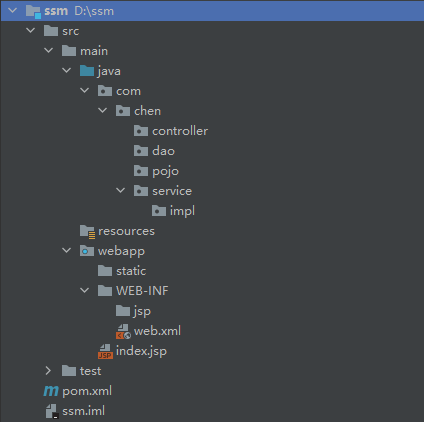 ssm D:\ssm
src
main
java
com
chen
controller
dao
pojo
service
impl
resources
webapp
static
WEB-INF
jsp
web.xml
index.jsp
test
pom.xml
ssm.iml